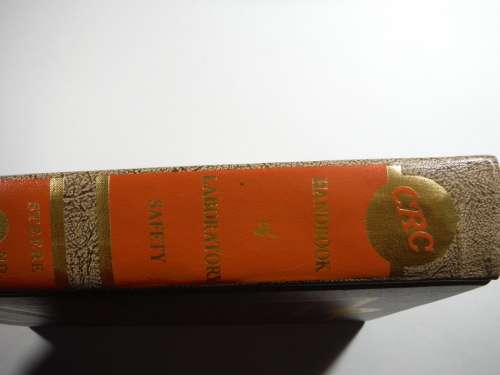 CRC
HANDBOOK
of
LABORATORY
SAFETY
STEERE